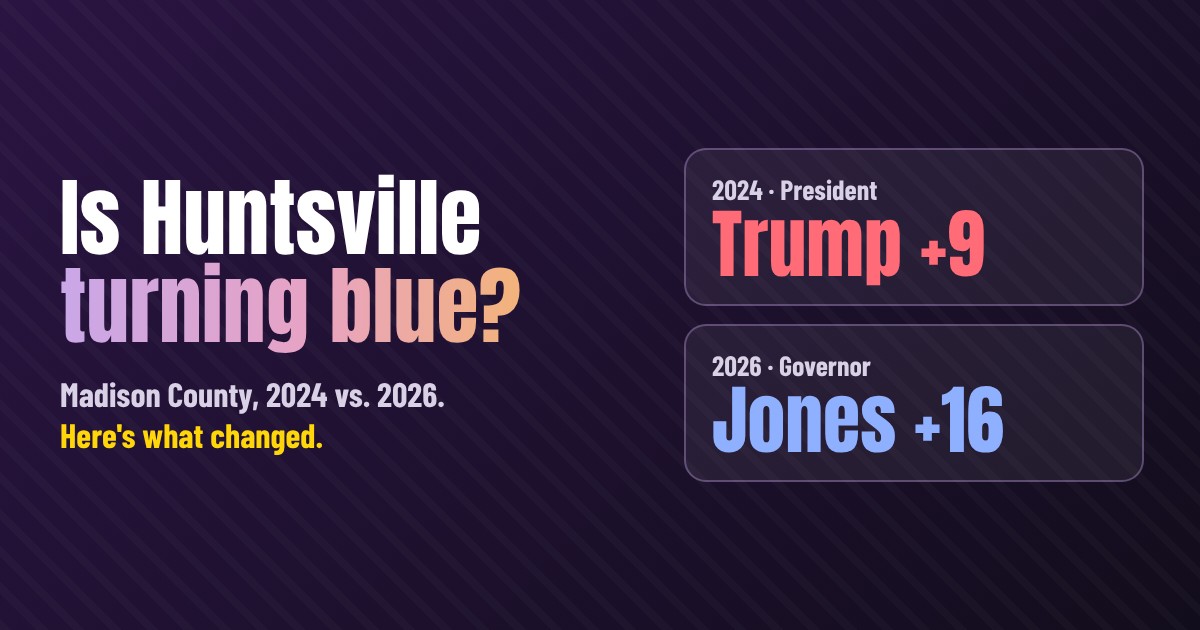 Is Huntsville
turning blue?
Madison County, 2024 vs. 2026.
Here's what changed.
2024 · President
Trump +9
2026 · Governor
Jones +16